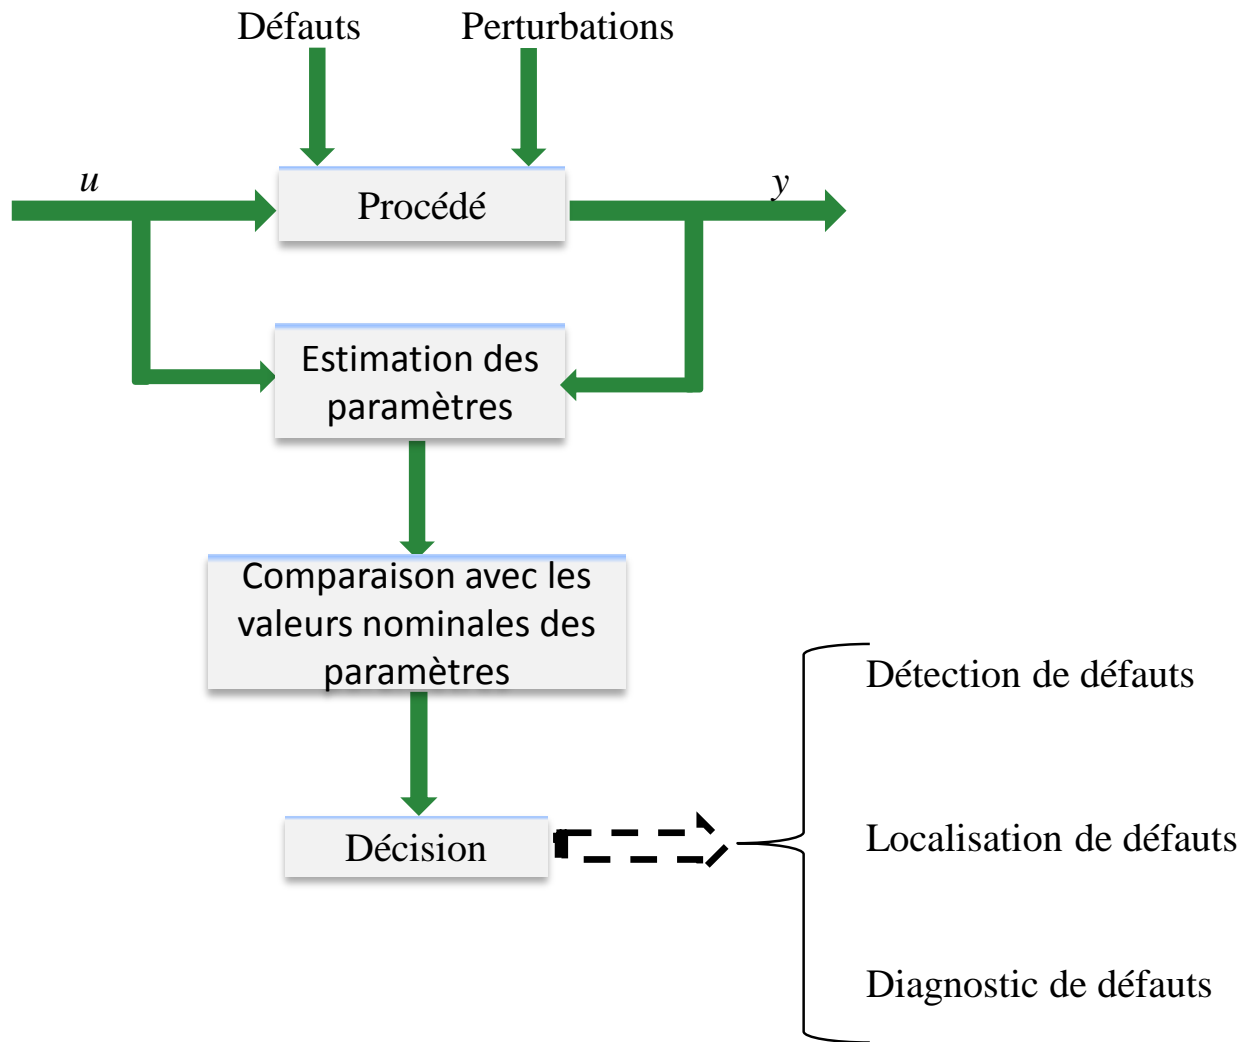 Défauts
Perturbations
u
Procédé
y
Estimation des
paramètres
Comparaison avec les
valeurs nominales des
paramètres
Décision
Détection de défauts
Localisation de défauts
Diagnostic de défauts